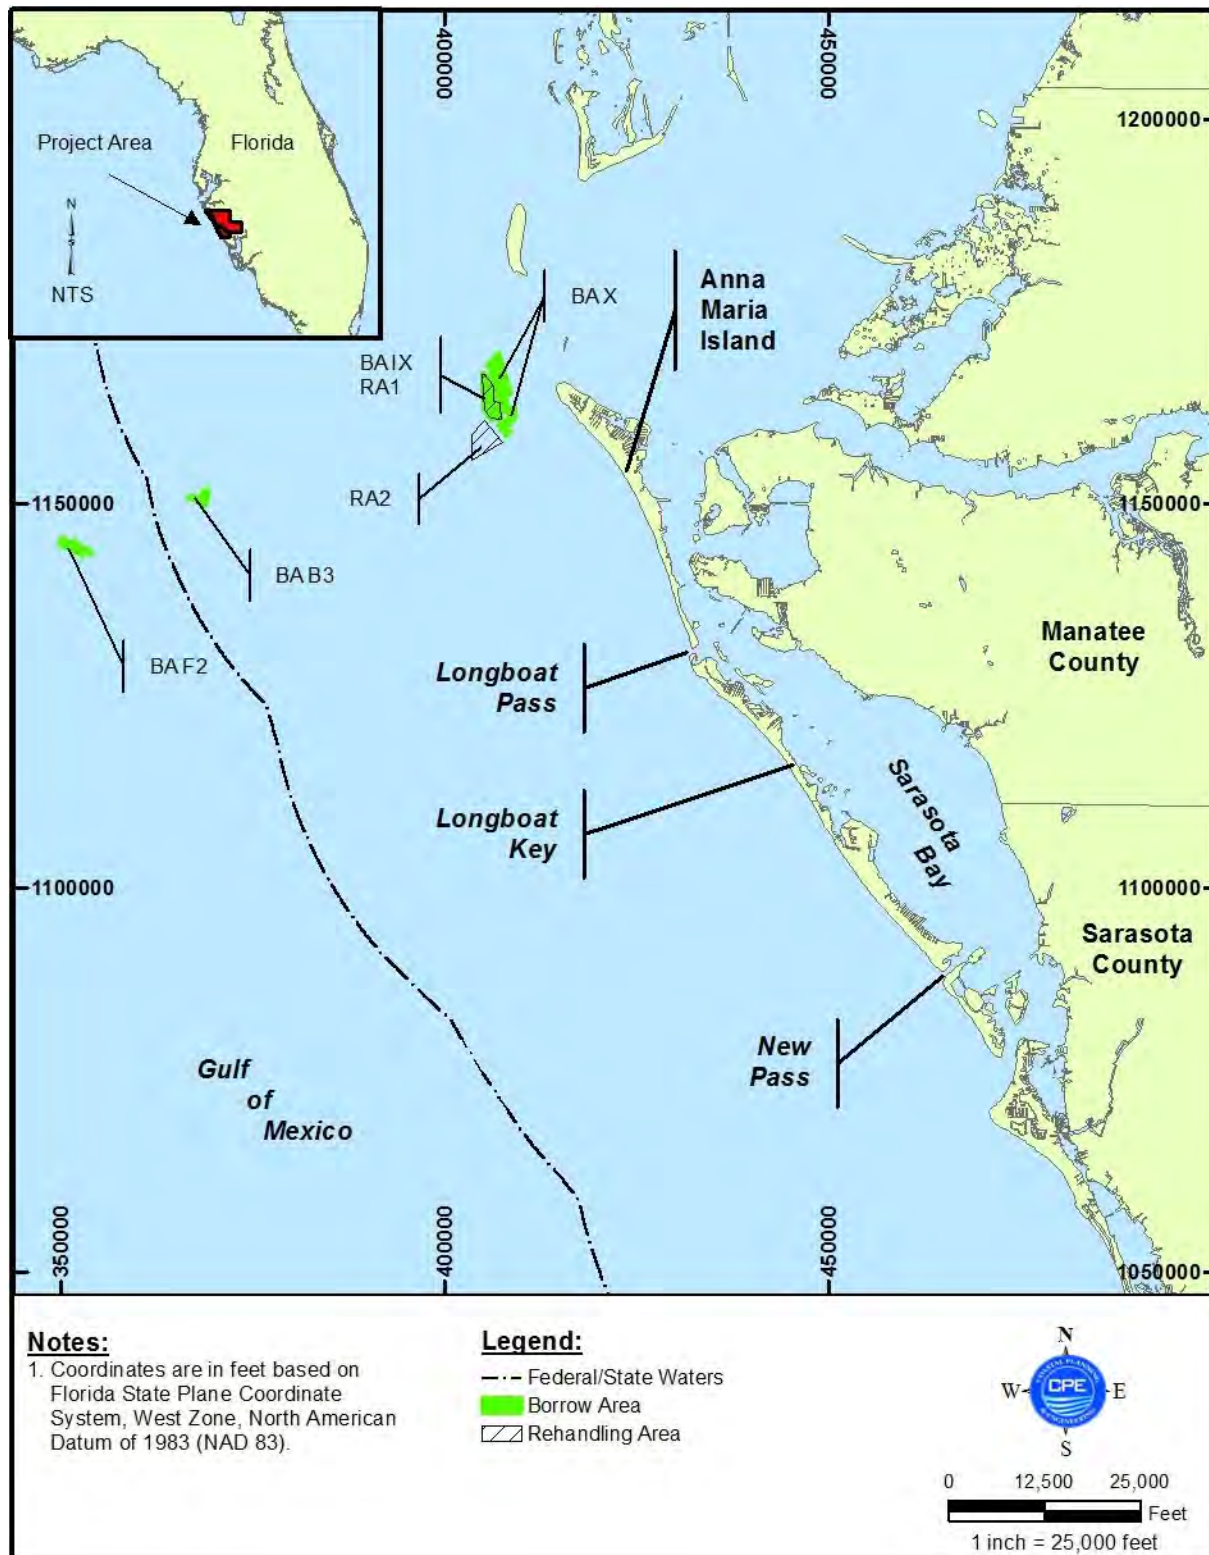 Project Area
Florida
N
NTS
400000
450000
1200000
BA X
Anna
Maria
Island
BAIX
RA1
RA2
1150000
1150000
BA B3
BA F2
Manatee
County
Longboat
Pass
Sarasota
Bay
Longboat
Key
1100000
1100000
Sarasota
County
New
Pass
Gulf
of
Mexico
350000
400000
450000
1050000
Notes:
1. Coordinates are in feet based on
Florida State Plane Coordinate
System, West Zone, North American
Datum of 1983 (NAD 83).
Legend:
Federal/State Waters
Borrow Area
Rehandling Area
N
W
E
S
COASTAL PLANNING
CPE
& ENGINEERING
0 12,500 25,000
Feet
1 inch = 25,000 feet